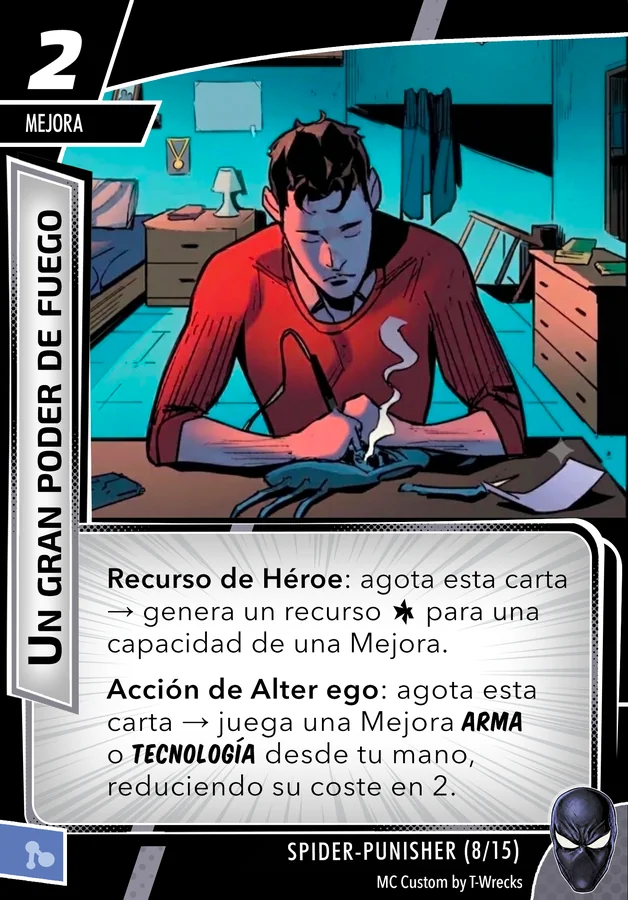 2
MEJORA
UN GRAN PODER DE FUEGO
Recurso de Héroe: agota esta carta
→ genera un recurso para una
capacidad de una Mejora.
Acción de Alter ego: agota esta
carta → juega una Mejora ARMA
o TECNOLOGÍA desde tu mano,
reduciendo su coste en 2.
SPIDER-PUNISHER (8/15)
MC Custom by T-Wrecks